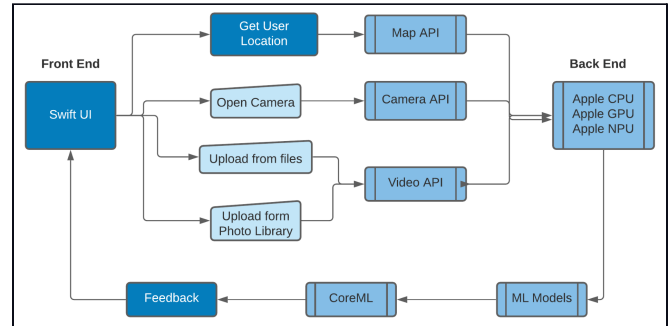 Get User
Location
Map API
Front End
Back End
Swift UI
Open Camera
Camera API
Apple CPU
Apple GPU
Apple NPU
Upload from files
Video API
Upload form
Photo Library
Feedback
CoreML
ML Models